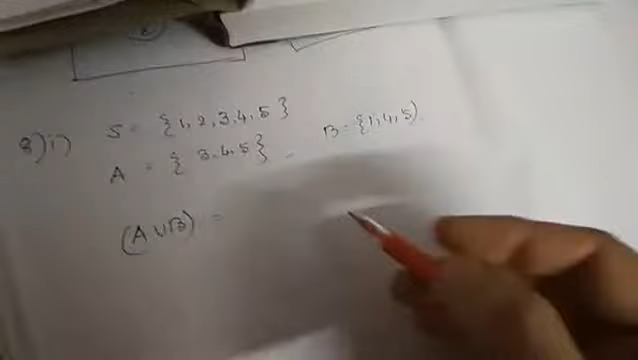 8) i) S = {1, 2, 3, 4, 5}
A = {3, 4, 5} B = {1, 4, 5}
(A ∪ B) =